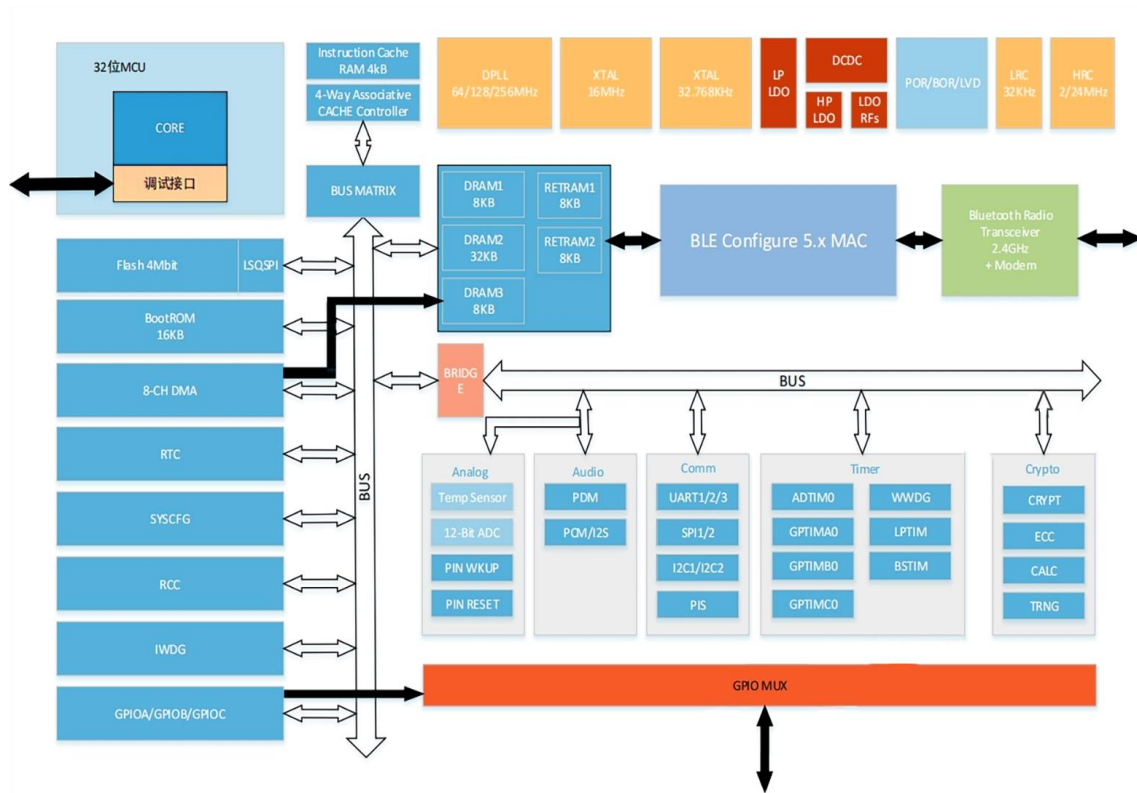 32位MCU
CORE
调试接口
Instruction Cache
RAM 4kB
4-Way Associative
CACHE Controller
BUS MATRIX
DPLL
64/128/256MHz
XTAL
16MHz
XTAL
32.768KHz
LP
LDO
DCDC
HP
LDO
LDO
RFs
POR/BOR/LVD
LRC
32KHz
HRC
2/24MHz
DRAM1
8KB
RETRAM1
8KB
DRAM2
32KB
RETRAM2
8KB
DRAM3
8KB
BLE Configure 5.x MAC
Bluetooth Radio
Transceiver
2.4GHz
+ Modem
Flash 4Mbit
LSQSPI
BootROM
16KB
8-CH DMA
RTC
SYSCFG
RCC
IWDG
GPIOA/GPIOB/GPIOC
BUS
BRIDG
E
BUS
Analog
Temp Sensor
12-Bit ADC
PIN WKUP
PIN RESET
Audio
PDM
PCM/I2S
Comm
UART1/2/3
SPI1/2
I2C1/I2C2
PIS
Timer
ADTIM0
WWDG
GPTIMA0
LPTIM
GPTIMB0
BSTIM
GPTIMC0
Crypto
CRYPT
ECC
CALC
TRNG
GPIO MUX